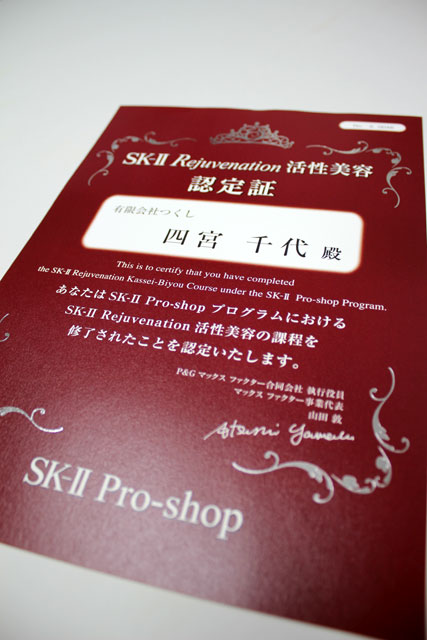 SK-II Rejuvenation 活性美容
認定証
有限会社つくし
四宮 千代 殿
This is to certify that you have completed
the SK-II Rejuvenation Kassei-Biyou Course under the SK-II Pro-shop Program.
あなたは SK-II Pro-shop プログラムにおける
SK-II Rejuvenation 活性美容の課程を
修了されたことを認定いたします。
P&G マックス ファクター合同会社 執行役員
マックス ファクター事業代表
山田 敦
SK-II Pro-shop